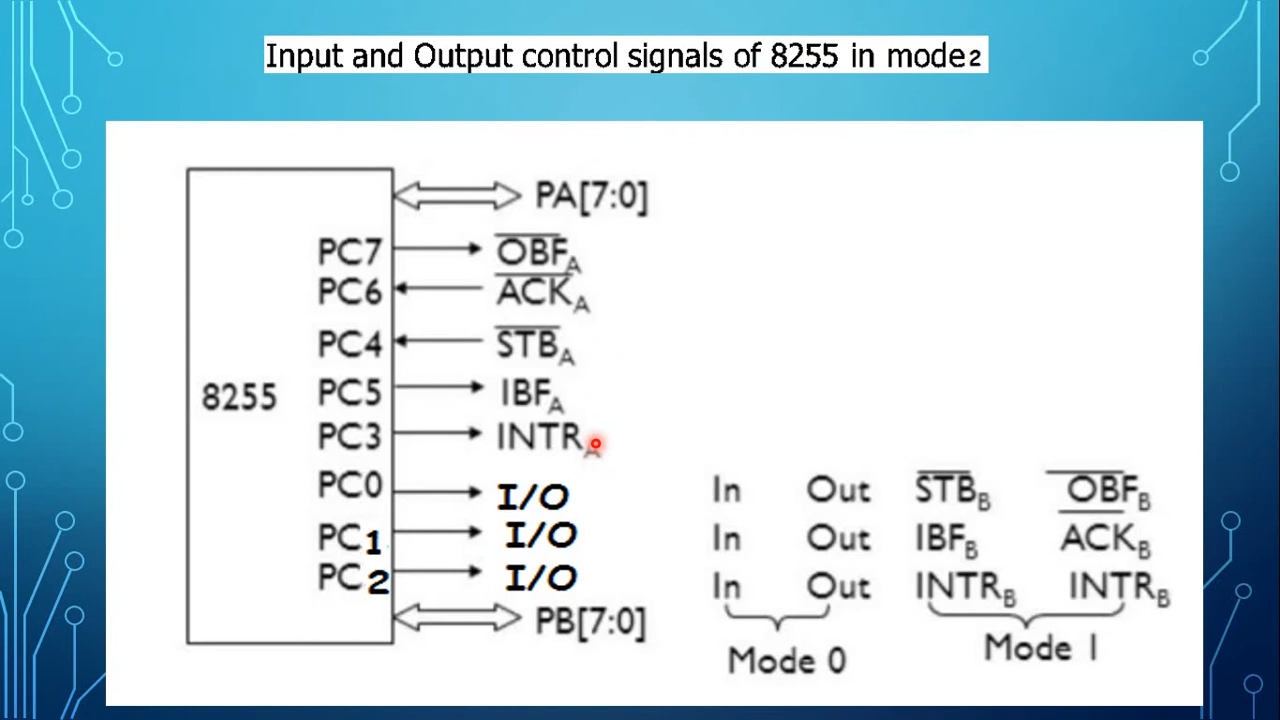 Input and Output control signals of 8255 in mode2
PA[7:0]
PC7 OBFA
PC6 ACKA
PC4 STBA
8255 PC5 IBFA
PC3 INTRA
PC0 I/O In Out STBB OBFB
PC1 I/O In Out IBFB ACKB
PC2 I/O In Out INTRB INTRB
PB[7:0]
Mode 0 Mode 1